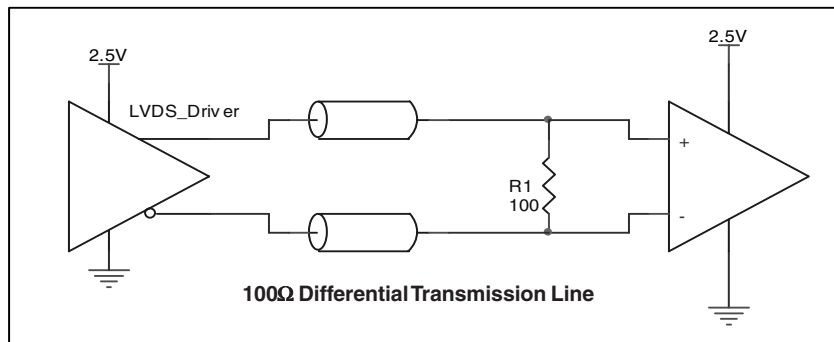 2.5V
LVDS_Driver
2.5V
+
-
R1
100
100Ω Differential Transmission Line